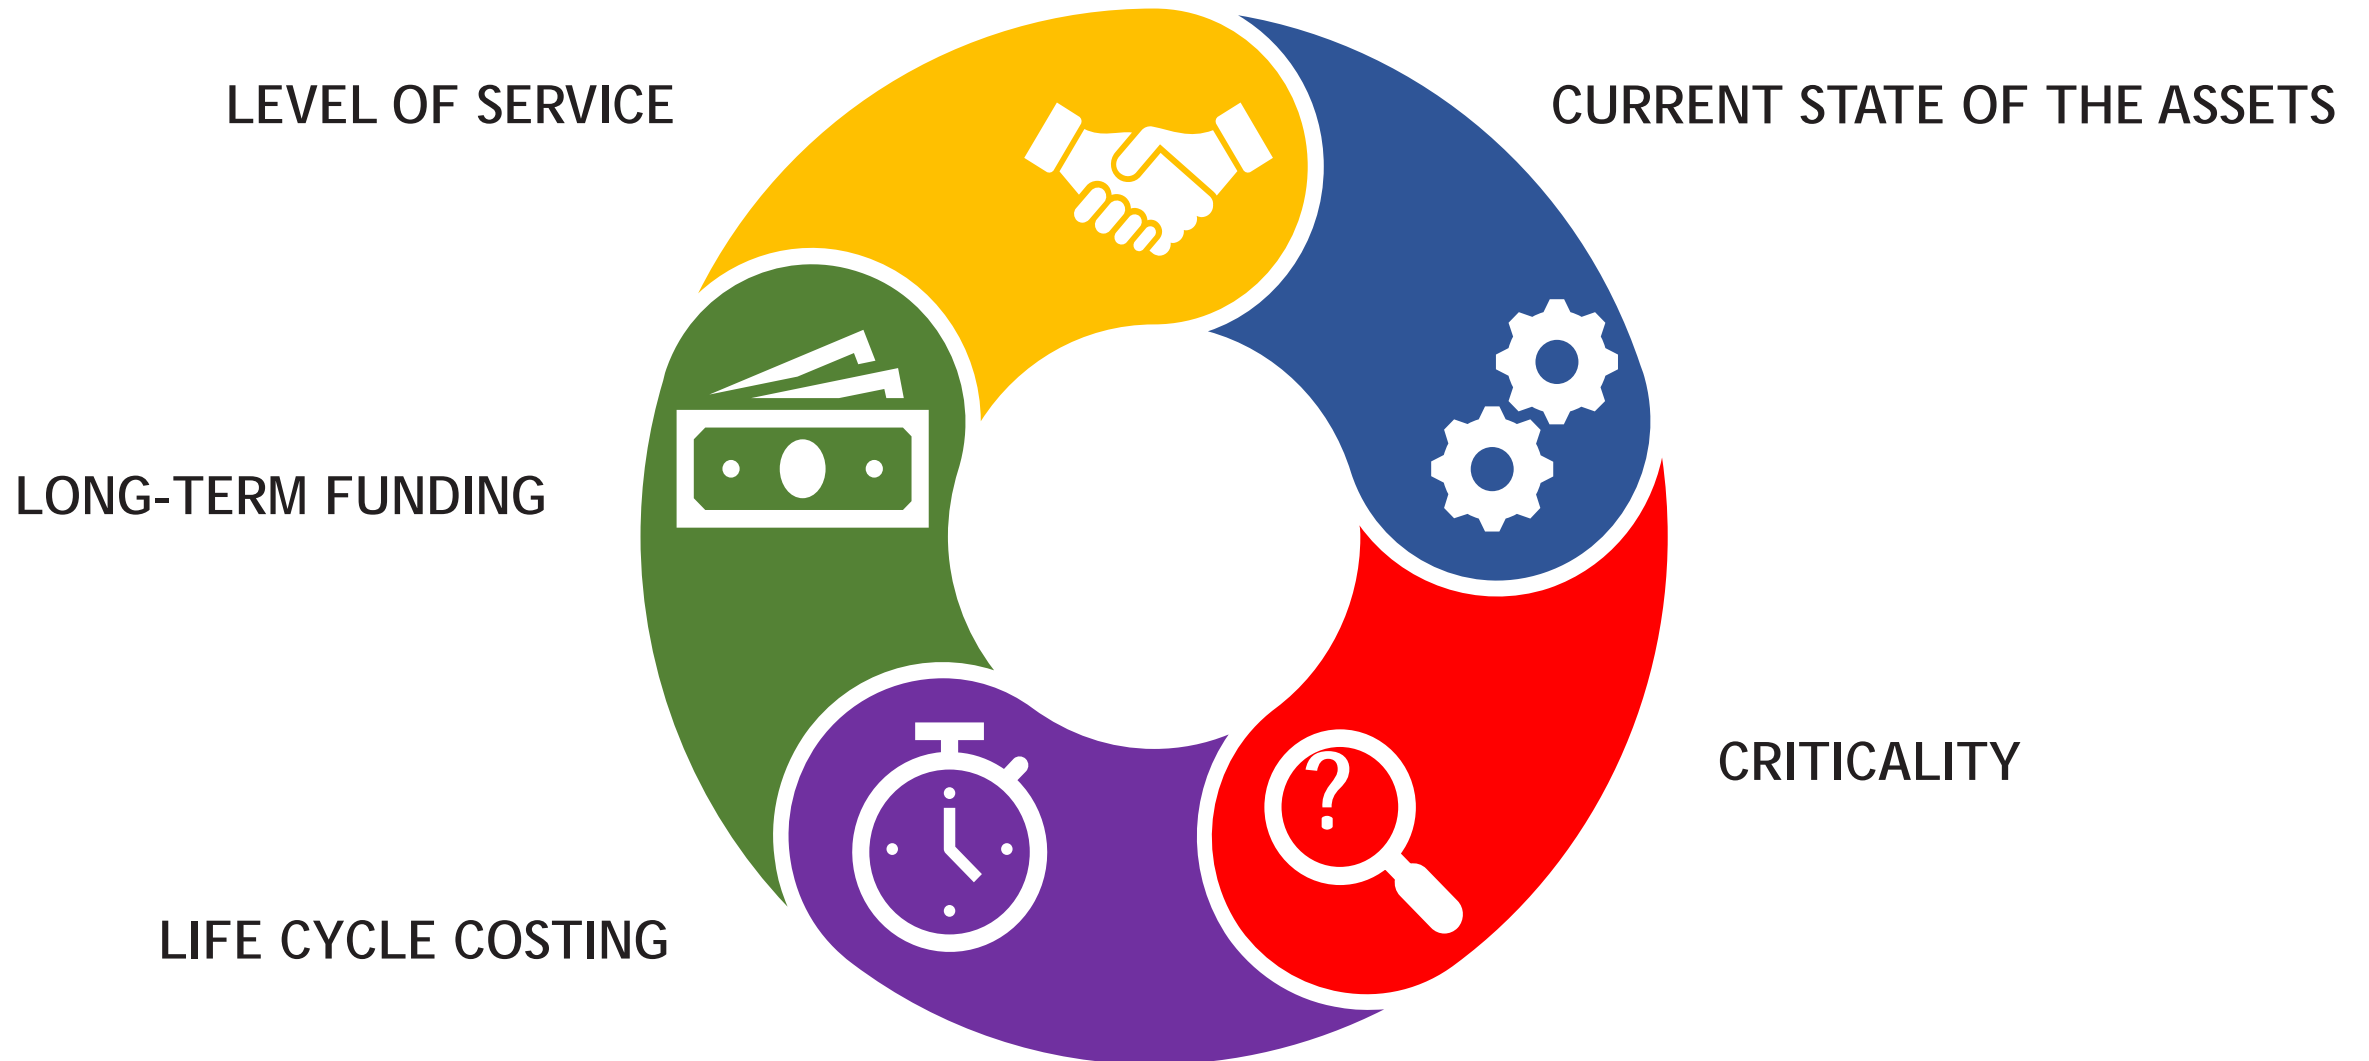 LEVEL OF SERVICE
CURRENT STATE OF THE ASSETS
LONG-TERM FUNDING
?
CRITICALITY
LIFE CYCLE COSTING